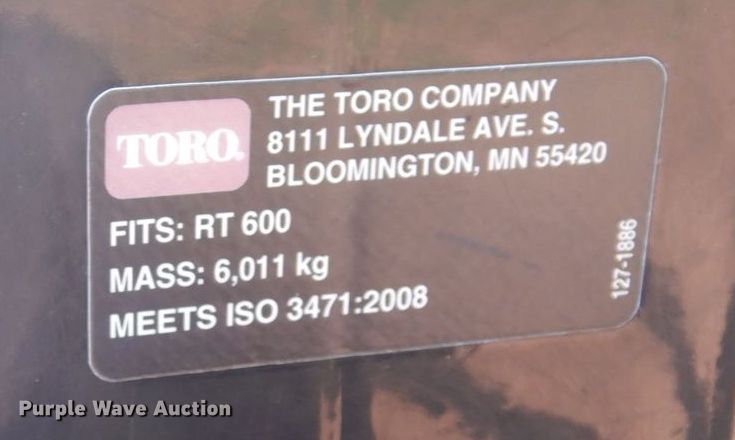 TORO.
THE TORO COMPANY
8111 LYNDALE AVE. S.
BLOOMINGTON, MN 55420
FITS: RT 600
MASS: 6,011 kg
MEETS ISO 3471:2008
127-1886
Purple Wave Auction